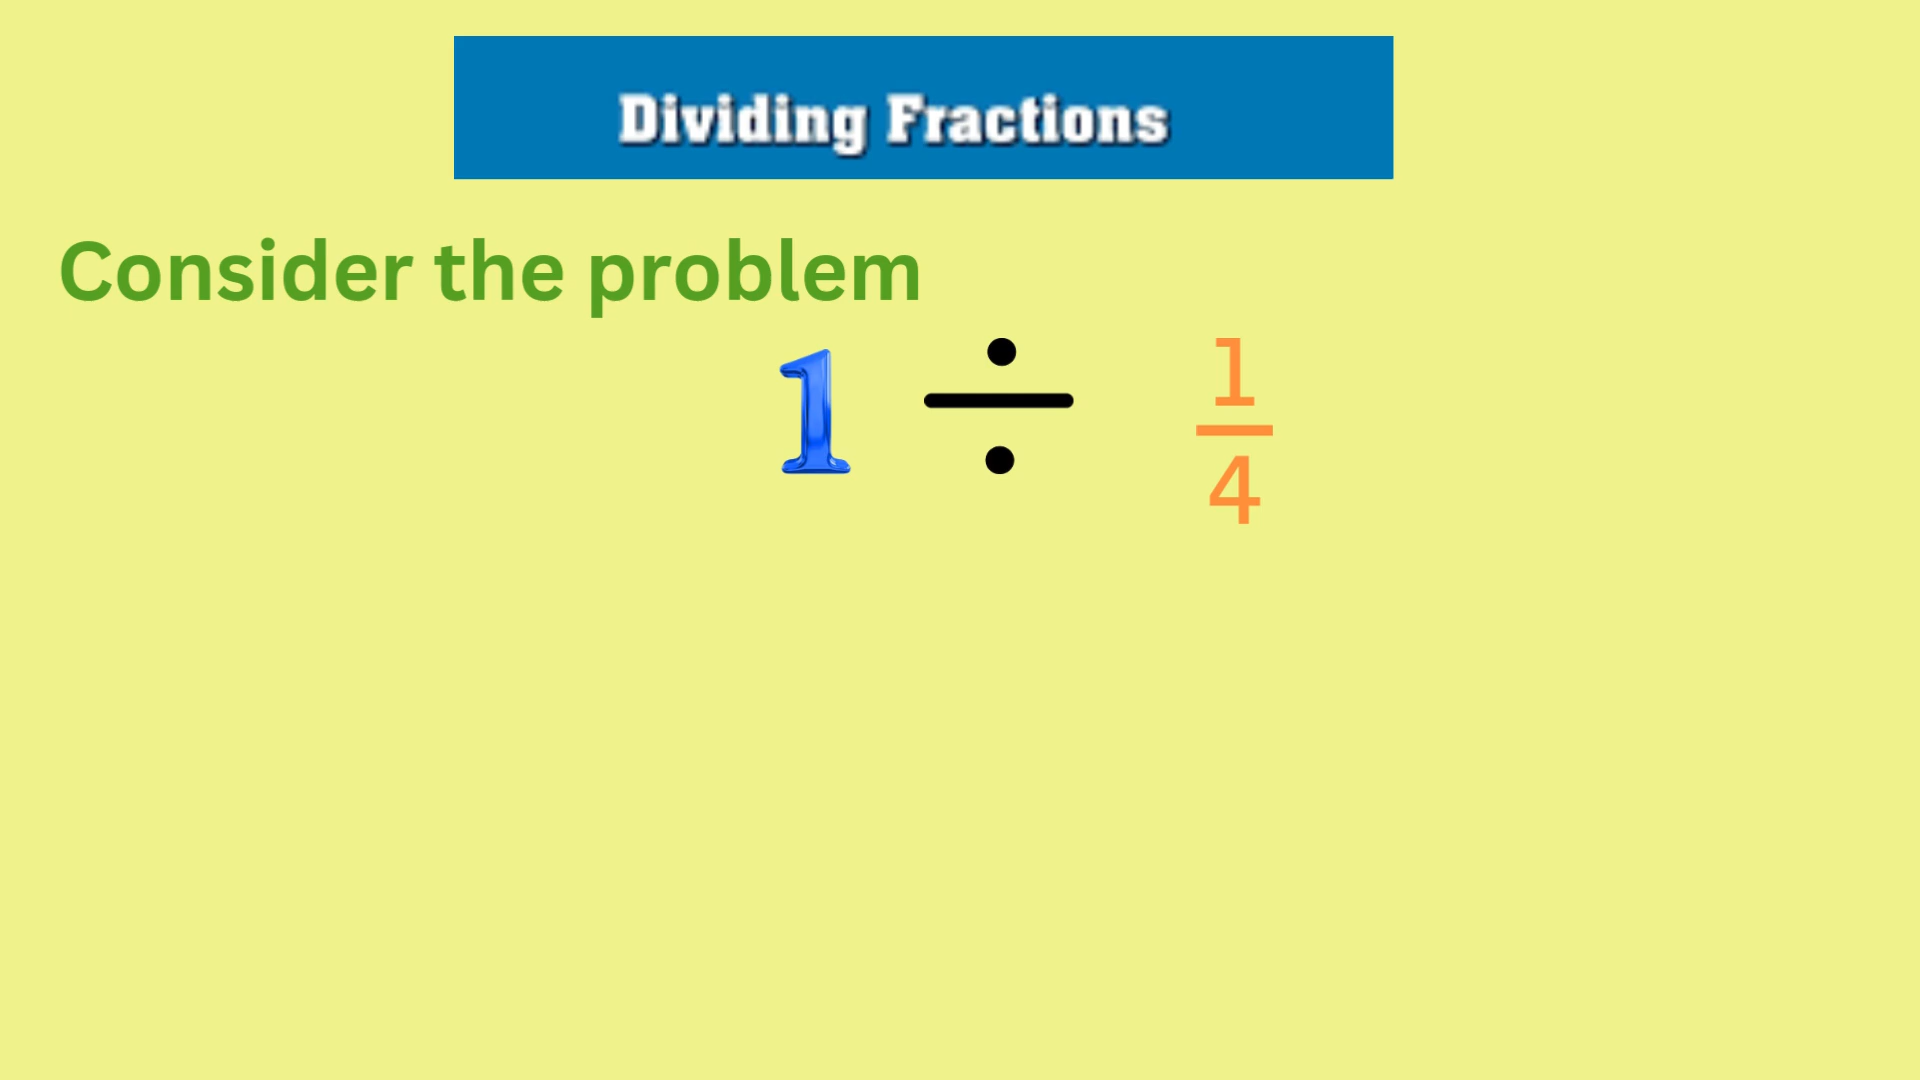 Dividing Fractions
Consider the problem
1 ÷ 1/4